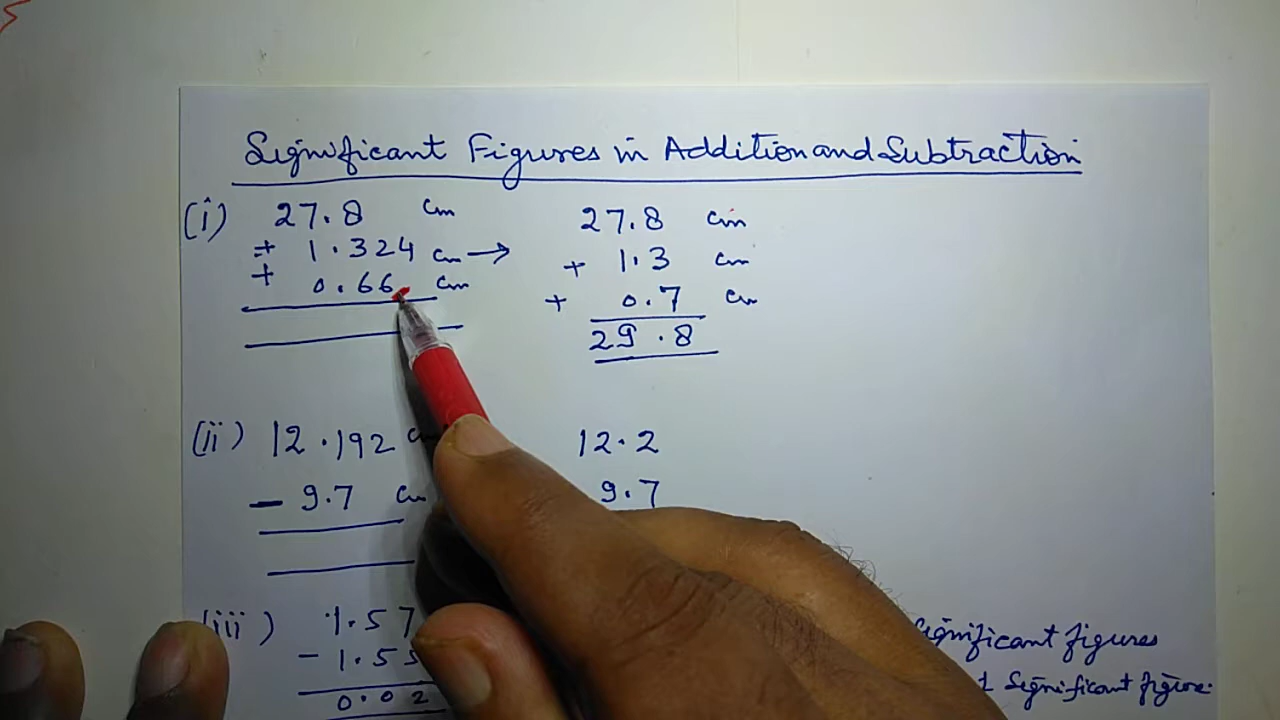 Significant Figures in Addition and Subtraction
(i) 27.8 cm 27.8 cm
+ 1.324 cm → + 1.3 cm
+ 0.66 cm + 0.7 cm
29.8
(ii) 12.192 12.2
- 9.7 cm 9.7
(iii) 1.57 Significant figures
- 1.55 1 Significant figure.
0.02